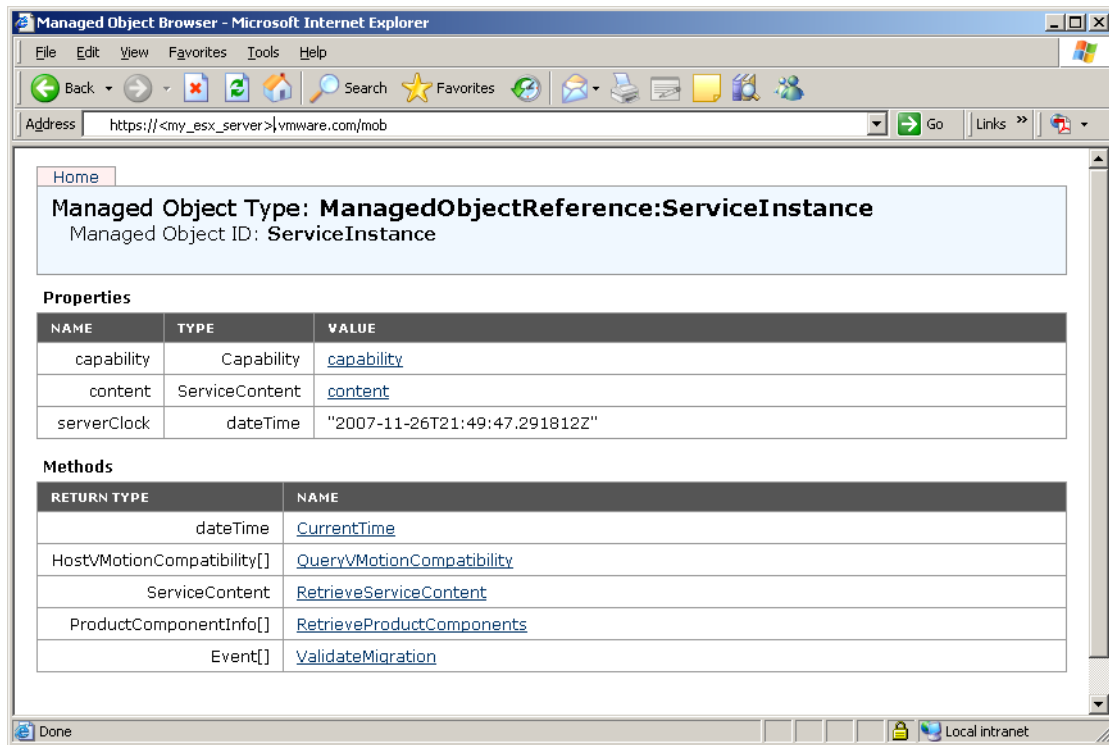 Managed Object Browser - Microsoft Internet Explorer
File Edit View Favorites Tools Help
Back Search Favorites
Address https://<my_esx_server>.vmware.com/mob Go Links »
Home
Managed Object Type: ManagedObjectReference:ServiceInstance
Managed Object ID: ServiceInstance
Properties
NAME TYPE VALUE
capability Capability capability
content ServiceContent content
serverClock dateTime "2007-11-26T21:49:47.291812Z"
Methods
RETURN TYPE NAME
dateTime CurrentTime
HostVMotionCompatibility[] QueryVMotionCompatibility
ServiceContent RetrieveServiceContent
ProductComponentInfo[] RetrieveProductComponents
Event[] ValidateMigration
Done Local intranet